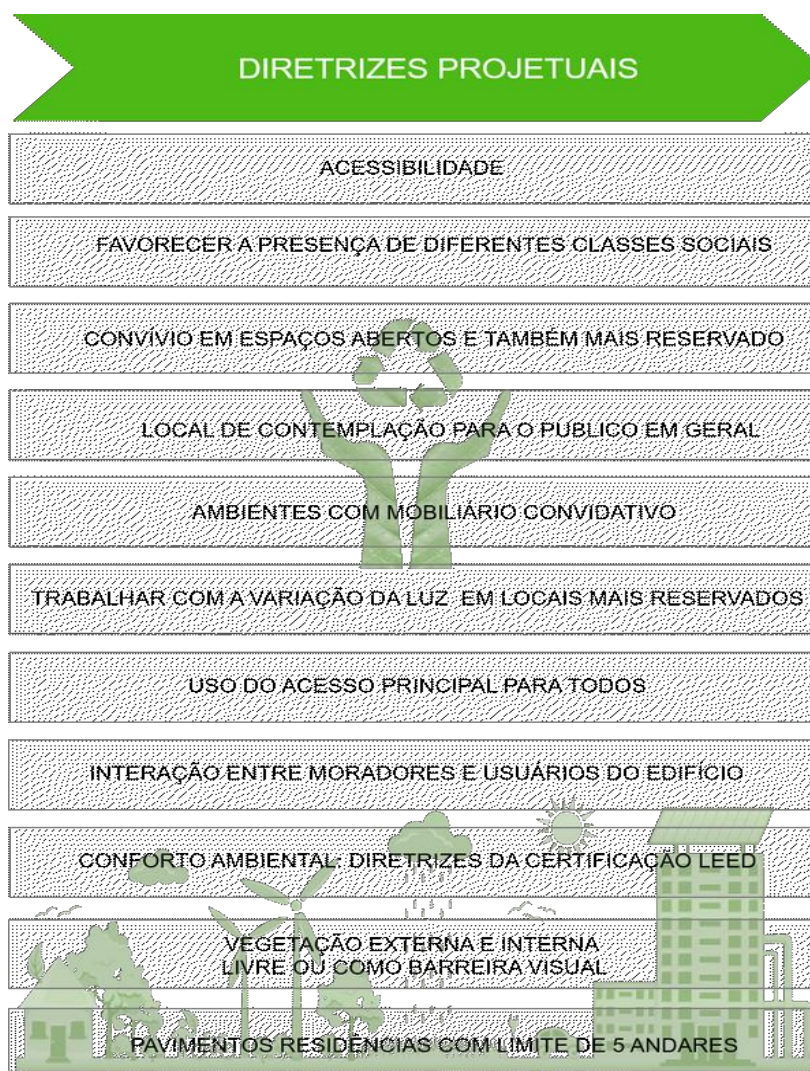 DIRETRIZES PROJETUAIS
ACESSIBILIDADE
FAVORECER A PRESENÇA DE DIFERENTES CLASSES SOCIAIS
CONVÍVIO EM ESPAÇOS ABERTOS E TAMBÉM MAIS RESERVADO
LOCAL DE CONTEMPLAÇÃO PARA O PUBLICO EM GERAL
AMBIENTES COM MOBILIÁRIO CONVIDATIVO
TRABALHAR COM A VARIAÇÃO DA LUZ EM LOCAIS MAIS RESERVADOS
USO DO ACESSO PRINCIPAL PARA TODOS
INTERAÇÃO ENTRE MORADORES E USUÁRIOS DO EDIFÍCIO
CONFORTO AMBIENTAL: DIRETRIZES DA CERTIFICAÇÃO LEED
VEGETAÇÃO EXTERNA E INTERNA
LIVRE OU COMO BARREIRA VISUAL
PAVIMENTOS RESIDÊNCIAS COM LIMITE DE 5 ANDARES